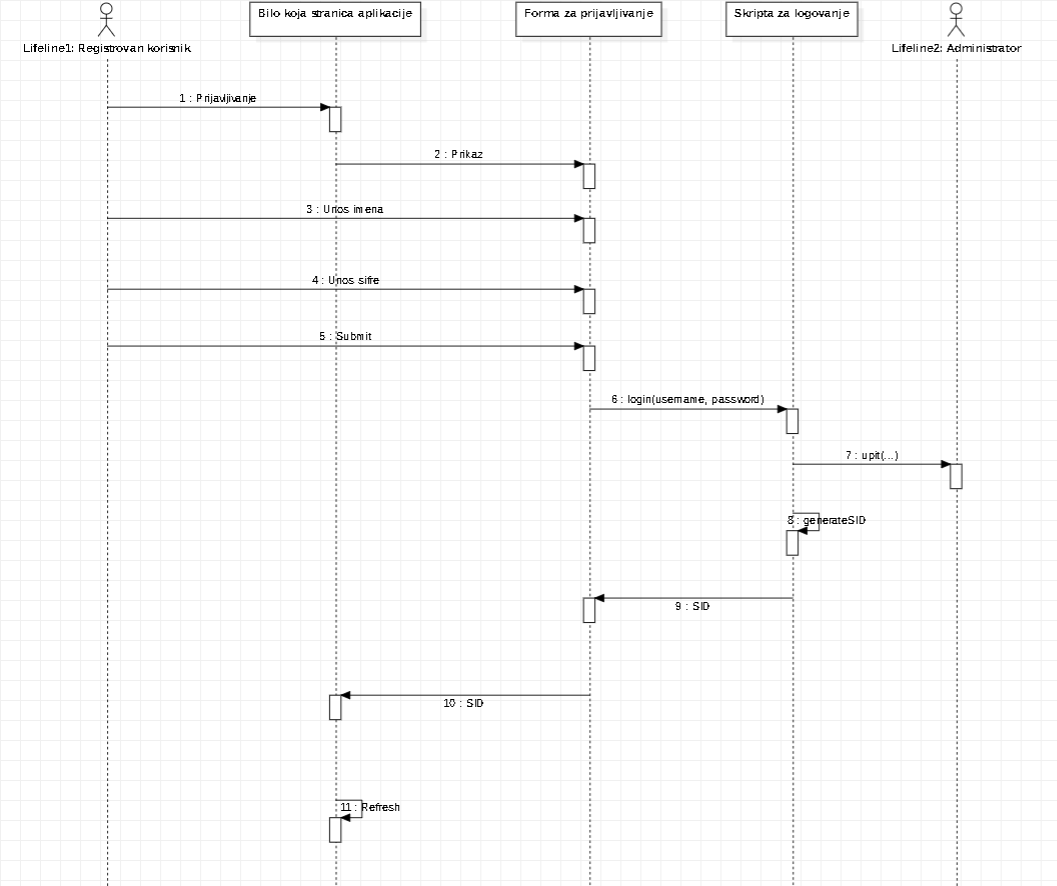 Bilo koja stranica aplikacije
Forma za prijavljivanje
Skripta za logovanje
Lifeline1: Registrovan korisnik
Lifeline2: Administrator
1 : Prijavljivanje
2 : Prikaz
3 : Unos imena
4 : Unos sifre
5 : Submit
6 : login(username, password)
7 : upit(...)
8 : generateSID
9 : SID
10 : SID
11 : Refresh